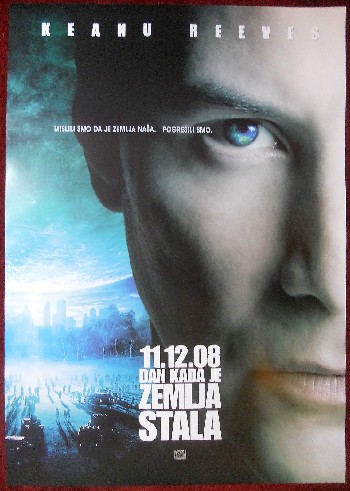 KEANU REEVES
MISLILI SMO DA JE ZEMLJA NAŠA. POGREŠILI SMO.
11.12.08
DAN KADA JE
ZEMLJA
STALA